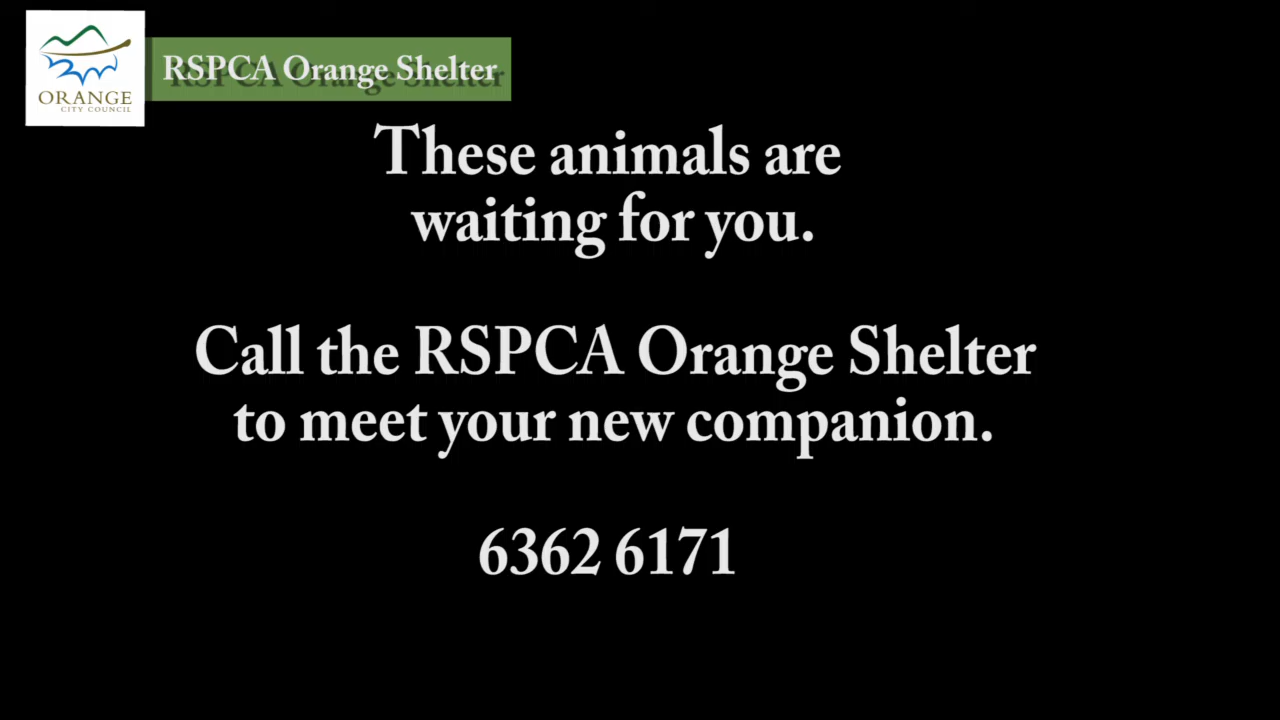 ORANGE
CITY COUNCIL
RSPCA Orange Shelter
These animals are
waiting for you.
Call the RSPCA Orange Shelter
to meet your new companion.
6362 6171